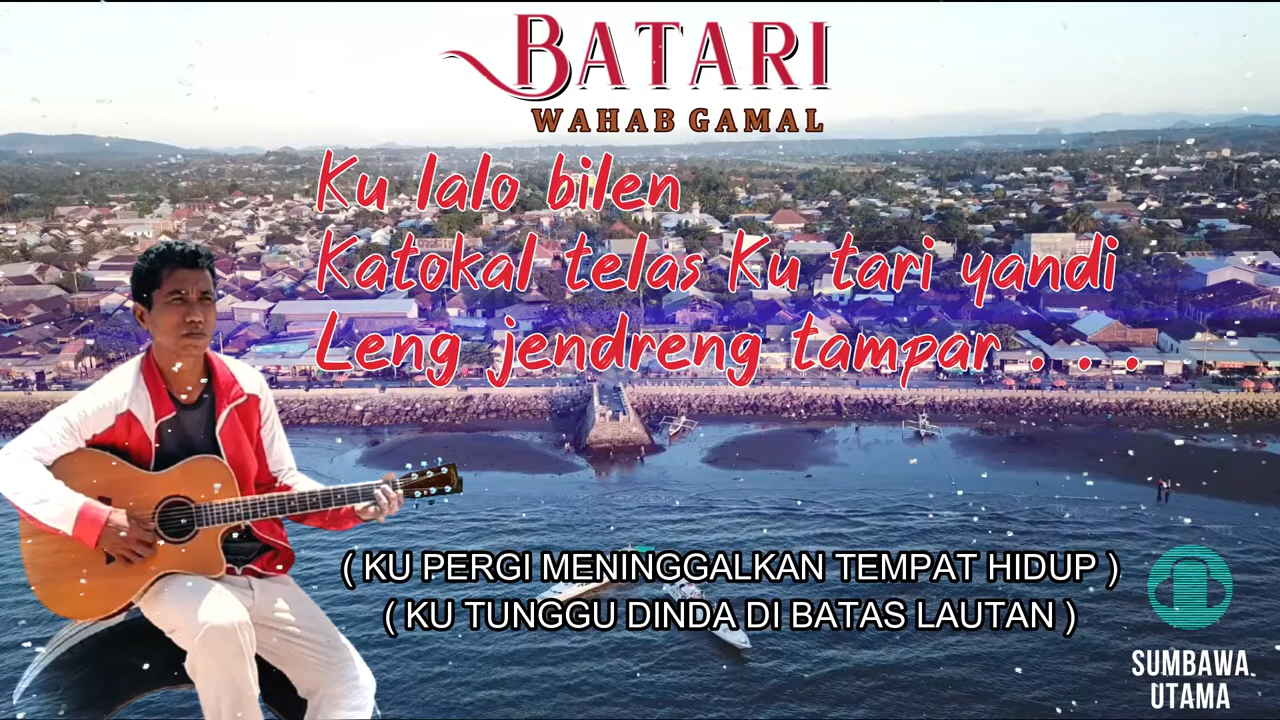 BATARI
WAHAB GAMAL
Ku lalo bilen
Katokal telas Ku tari yandi
Leng jendreng tampar . . .
( KU PERGI MENINGGALKAN TEMPAT HIDUP )
( KU TUNGGU DINDA DI BATAS LAUTAN )
SUMBAWA.
UTAMA